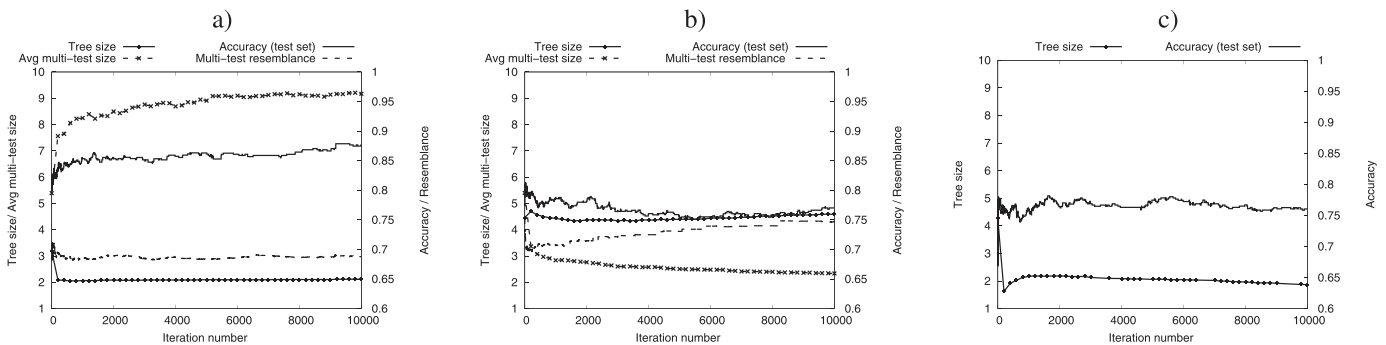 a)
Tree size
Accuracy (test set)
Avg multi−test size
Multi−test resemblance
10
9
8
7
6
5
4
3
2
1
1
0.95
0.9
0.85
0.8
0.75
0.7
0.65
0.6
0 2000 4000 6000 8000 10000
Iteration number
Tree size/ Avg multi−test size
Accuracy / Resemblance
b)
Tree size
Accuracy (test set)
Avg multi−test size
Multi−test resemblance
10
9
8
7
6
5
4
3
2
1
1
0.95
0.9
0.85
0.8
0.75
0.7
0.65
0.6
0 2000 4000 6000 8000 10000
Iteration number
Tree size/ Avg multi−test size
Accuracy / Resemblance
c)
Tree size
Accuracy (test set)
10
9
8
7
6
5
4
3
2
1
1
0.95
0.9
0.85
0.8
0.75
0.7
0.65
0.6
0 2000 4000 6000 8000 10000
Iteration number
Tree size
Accuracy